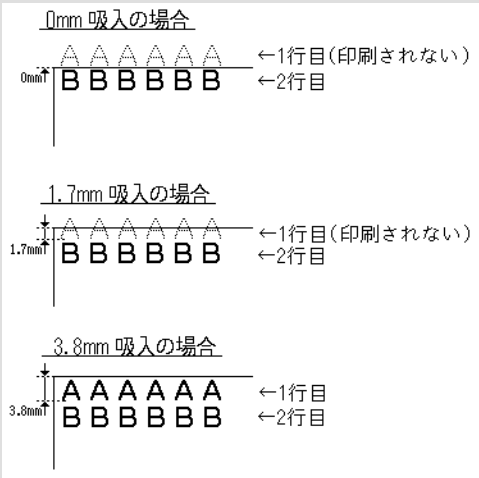 0mm 吸入の場合
A A A A A A ←1行目(印刷されない)
0mm B B B B B B ←2行目
1.7mm 吸入の場合
A A A A A A ←1行目(印刷されない)
1.7mm B B B B B B ←2行目
3.8mm 吸入の場合
A A A A A A ←1行目
3.8mm B B B B B B ←2行目